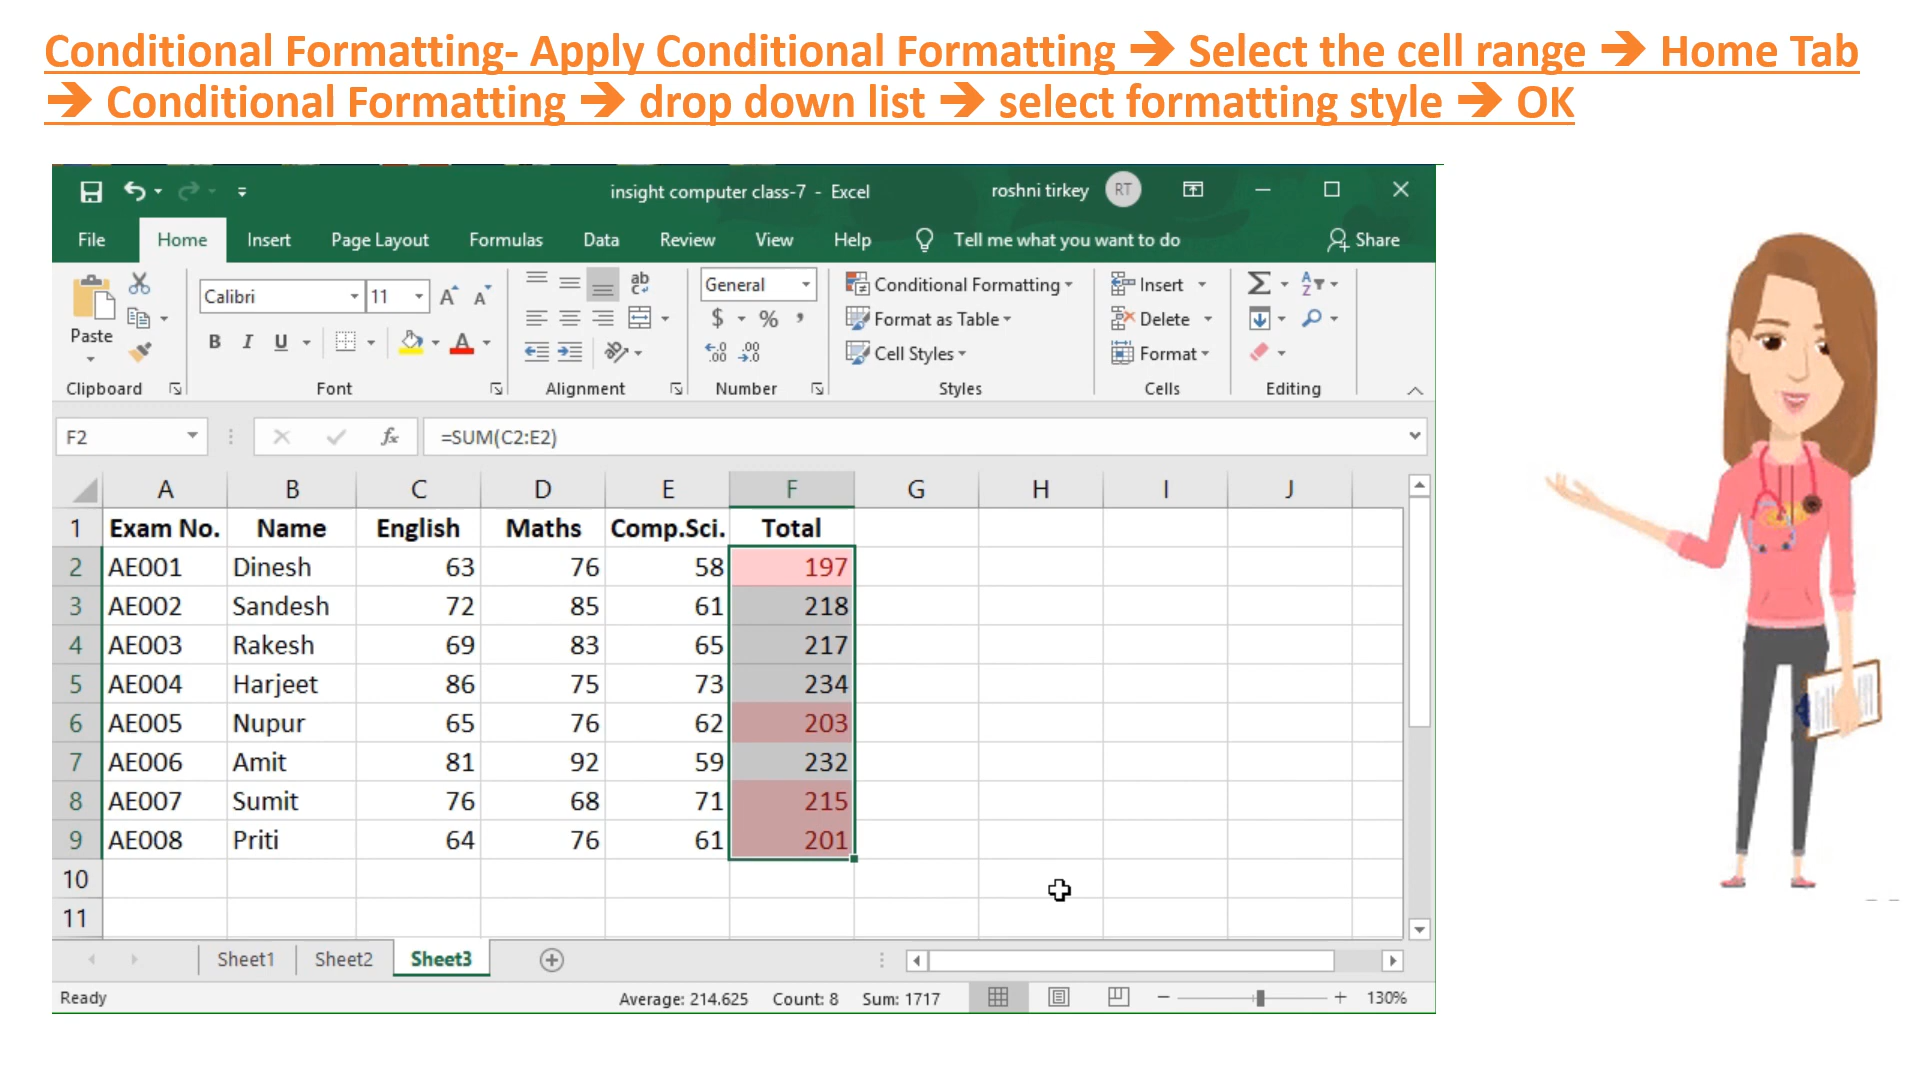 Conditional Formatting- Apply Conditional Formatting → Select the cell range → Home Tab
→ Conditional Formatting → drop down list → select formatting style → OK
insight computer class-7 - Excel roshni tirkey RT
File Home Insert Page Layout Formulas Data Review View Help Tell me what you want to do Share
Paste Calibri 11 A A ab General Conditional Formatting Insert Σ
B I U A $ % , Format as Table Delete
Cell Styles Format
Clipboard Font Alignment Number Styles Cells Editing
F2 fx =SUM(C2:E2)
A B C D E F G H I J
1 Exam No. Name English Maths Comp.Sci. Total
2 AE001 Dinesh 63 76 58 197
3 AE002 Sandesh 72 85 61 218
4 AE003 Rakesh 69 83 65 217
5 AE004 Harjeet 86 75 73 234
6 AE005 Nupur 65 76 62 203
7 AE006 Amit 81 92 59 232
8 AE007 Sumit 76 68 71 215
9 AE008 Priti 64 76 61 201
10
11
Sheet1 Sheet2 Sheet3
Ready Average: 214.625 Count: 8 Sum: 1717 130%